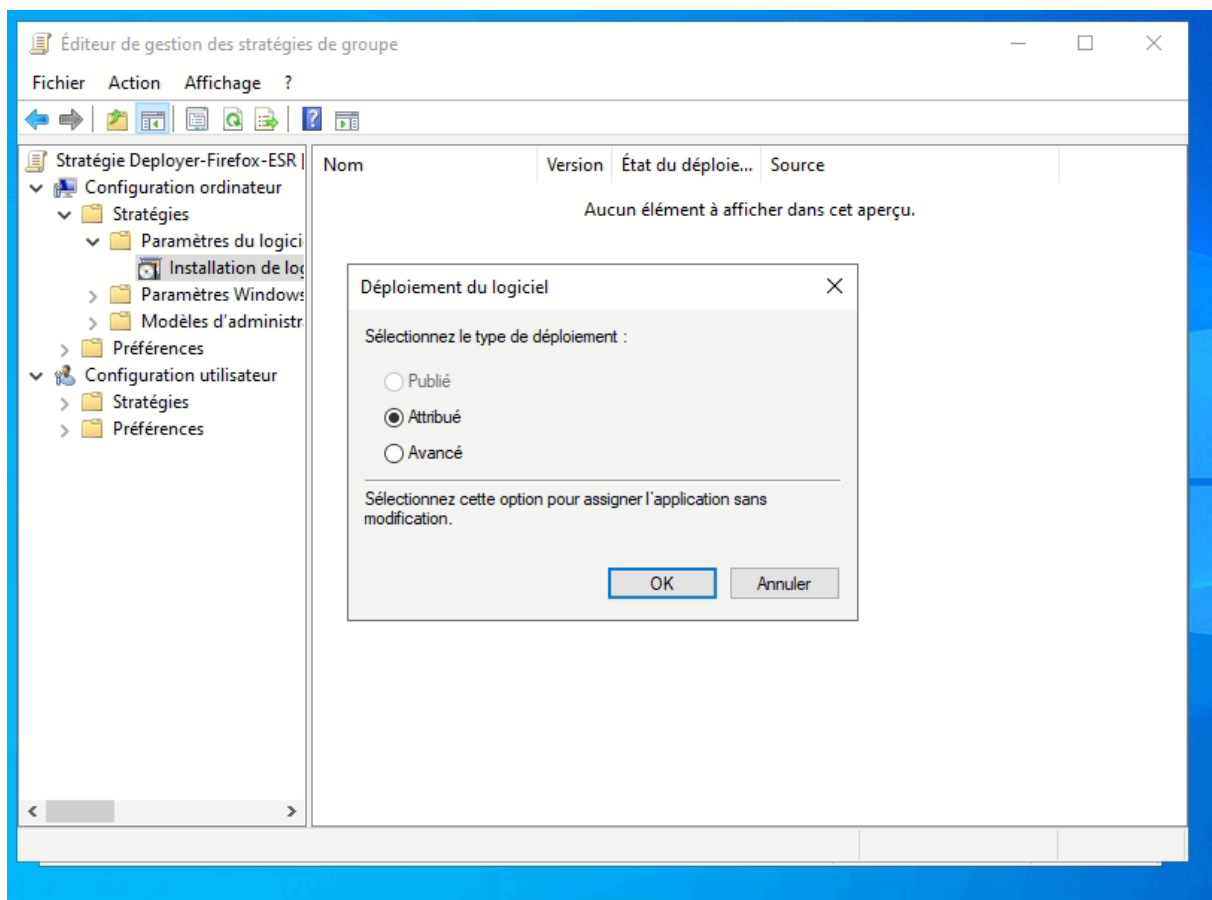 Éditeur de gestion des stratégies de groupe
Fichier Action Affichage ?
Stratégie Deployer-Firefox-ESR
Configuration ordinateur
Stratégies
Paramètres du logici
Installation de log
Paramètres Windows
Modèles d'administr
Préférences
Configuration utilisateur
Stratégies
Préférences
Nom Version État du déploie... Source
Aucun élément à afficher dans cet aperçu.
Déploiement du logiciel
Sélectionnez le type de déploiement :
Publié
Attribué
Avancé
Sélectionnez cette option pour assigner l'application sans
modification.
OK Annuler